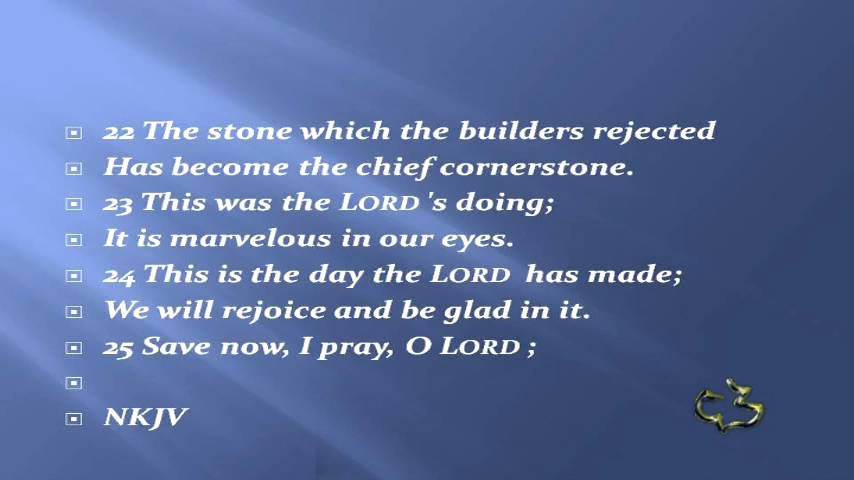 22 The stone which the builders rejected
Has become the chief cornerstone.
23 This was the LORD 's doing;
It is marvelous in our eyes.
24 This is the day the LORD has made;
We will rejoice and be glad in it.
25 Save now, I pray, O LORD ;
NKJV
C3